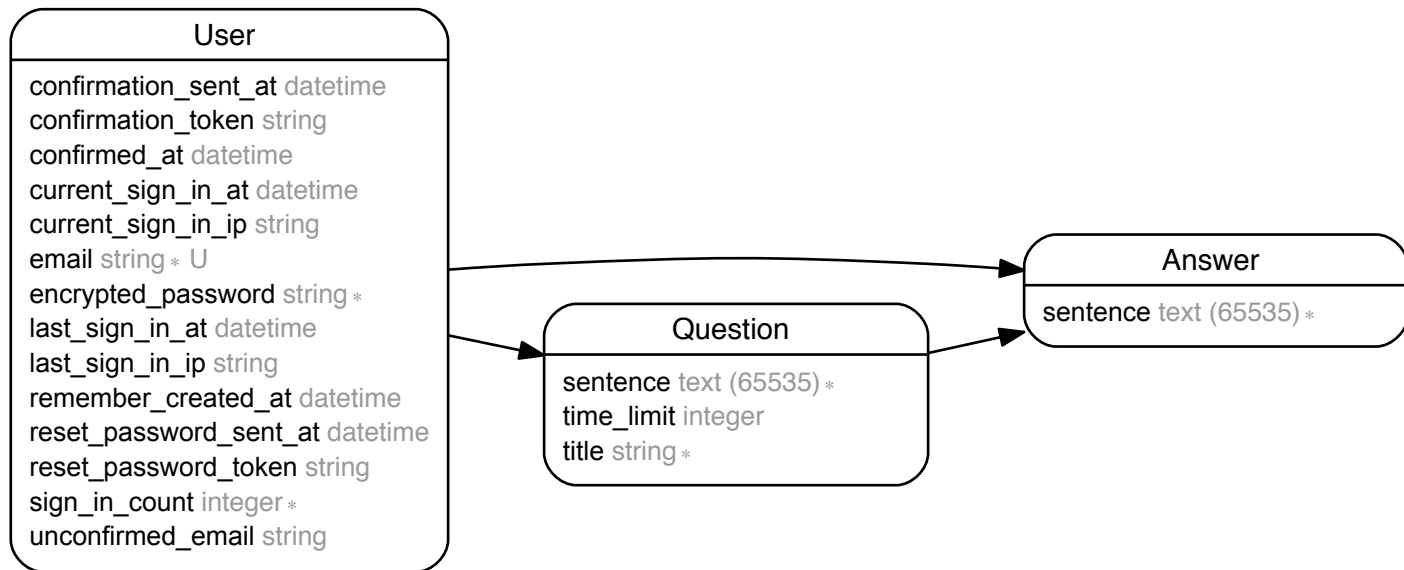 User
confirmation_sent_at datetime
confirmation_token string
confirmed_at datetime
current_sign_in_at datetime
current_sign_in_ip string
email string ∗ U
encrypted_password string ∗
last_sign_in_at datetime
last_sign_in_ip string
remember_created_at datetime
reset_password_sent_at datetime
reset_password_token string
sign_in_count integer ∗
unconfirmed_email string
Question
sentence text (65535) ∗
time_limit integer
title string ∗
Answer
sentence text (65535) ∗